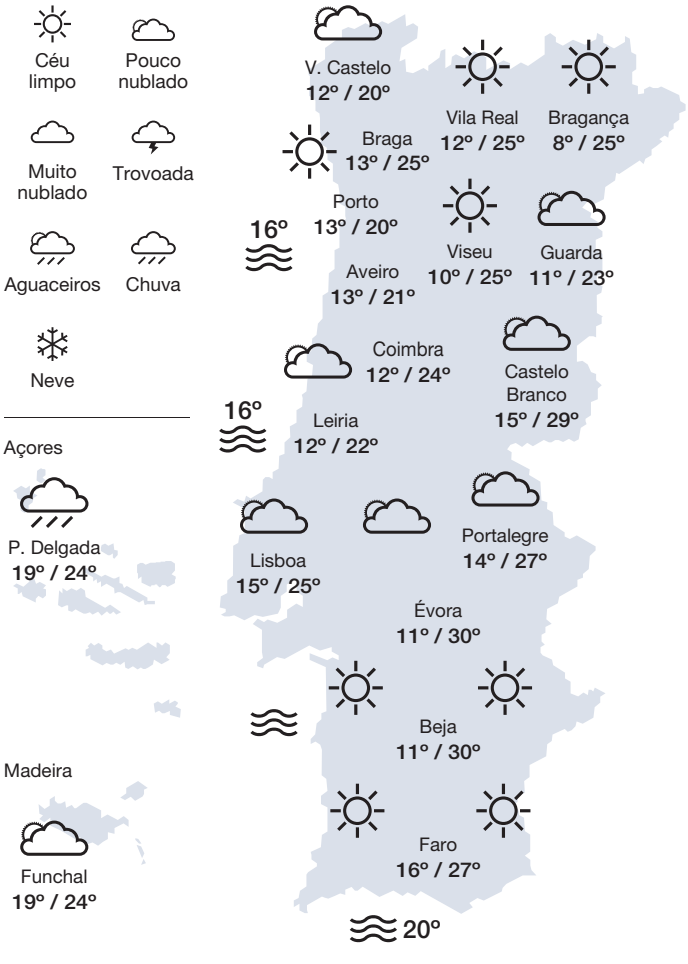 Céu
limpo
Pouco
nublado
Muito
nublado
Trovoada
Aguaceiros
Chuva
Neve
Açores
P. Delgada
19º / 24º
Madeira
Funchal
19º / 24º
V. Castelo
12º / 20º
Vila Real
12º / 25º
Bragança
8º / 25º
Braga
13º / 25º
Porto
13º / 20º
16º
Viseu
10º / 25º
Guarda
11º / 23º
Aveiro
13º / 21º
Coimbra
12º / 24º
Castelo
Branco
15º / 29º
16º
Leiria
12º / 22º
Lisboa
15º / 25º
Portalegre
14º / 27º
Évora
11º / 30º
Beja
11º / 30º
Faro
16º / 27º
20º